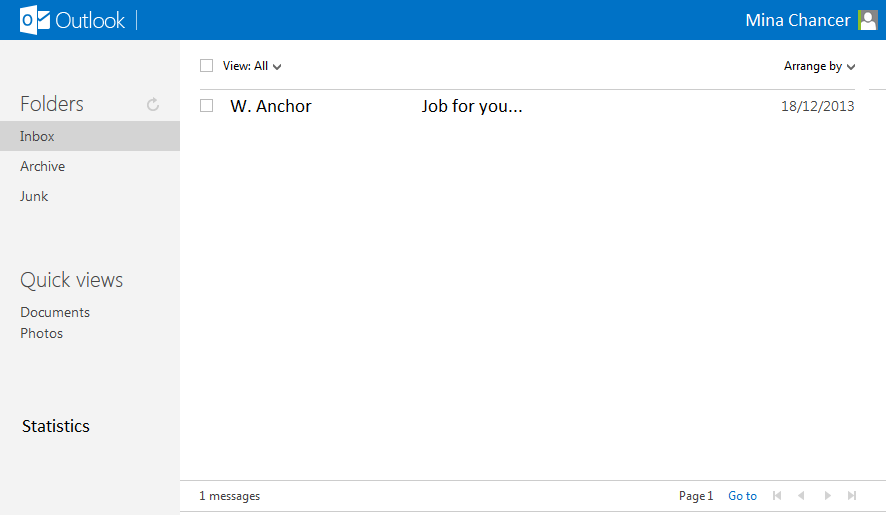 Outlook
Mina Chancer
View: All
Arrange by
Folders
W. Anchor Job for you... 18/12/2013
Inbox
Archive
Junk
Quick views
Documents
Photos
Statistics
1 messages
Page 1 Go to